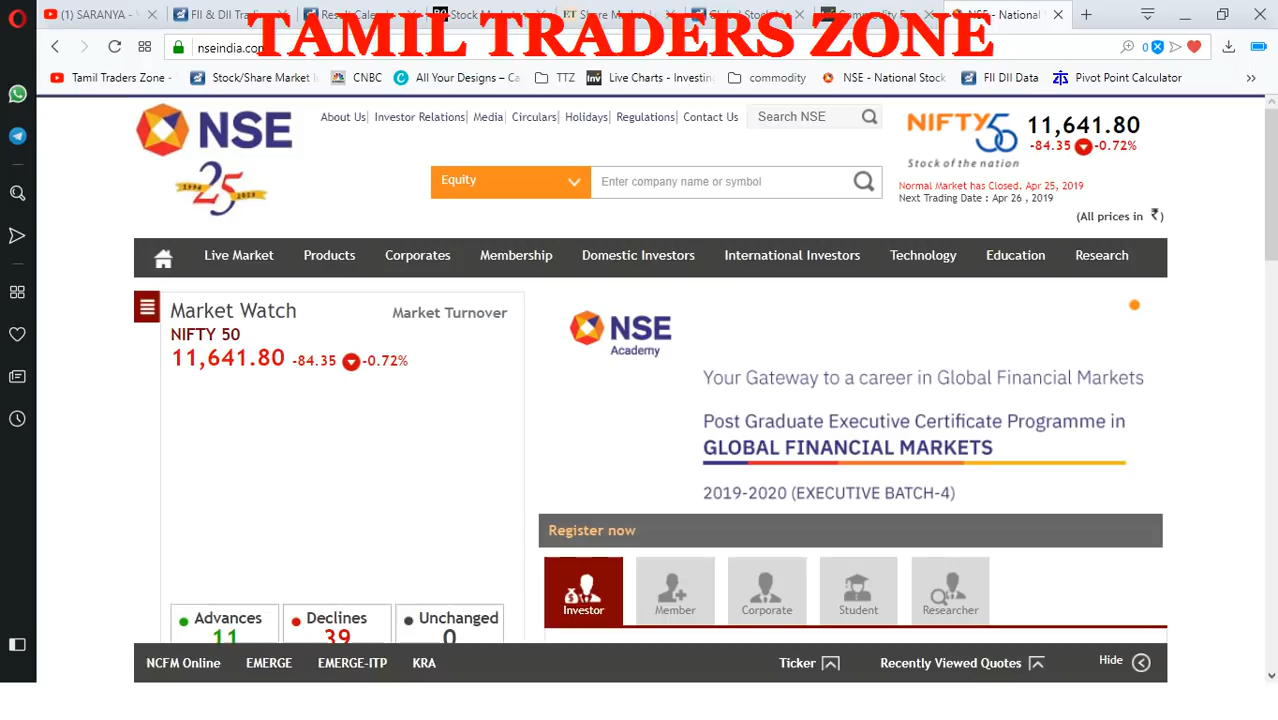 (1) SARANYA -
FII & DII Tradin
Result Calend
Stock Market
Share Market
Commodity
NSE - National
TAMIL TRADERS ZONE
nseindia.com
0
Tamil Traders Zone -
Stock/Share Market I
CNBC
All Your Designs – Ca
TTZ
Live Charts - Investin
commodity
NSE - National Stock
FII DII Data
Pivot Point Calculator
»
NSE
About Us| Investor Relations| Media| Circulars| Holidays| Regulations| Contact Us
Search NSE
NIFTY 50
Stock of the nation
11,641.80
-84.35 -0.72%
1994 25 2019
Equity
Enter company name or symbol
Normal Market has Closed. Apr 25, 2019
Next Trading Date : Apr 26 , 2019
(All prices in ₹)
Live Market Products Corporates Membership Domestic Investors International Investors Technology Education Research
Market Watch
Market Turnover
NIFTY 50
11,641.80 -84.35 -0.72%
NSE
Academy
Your Gateway to a career in Global Financial Markets
Post Graduate Executive Certificate Programme in
GLOBAL FINANCIAL MARKETS
2019-2020 (EXECUTIVE BATCH-4)
Register now
Investor
Member
Corporate
Student
Researcher
Advances
11
Declines
39
Unchanged
0
NCFM Online EMERGE EMERGE-ITP KRA
Ticker
Recently Viewed Quotes
Hide